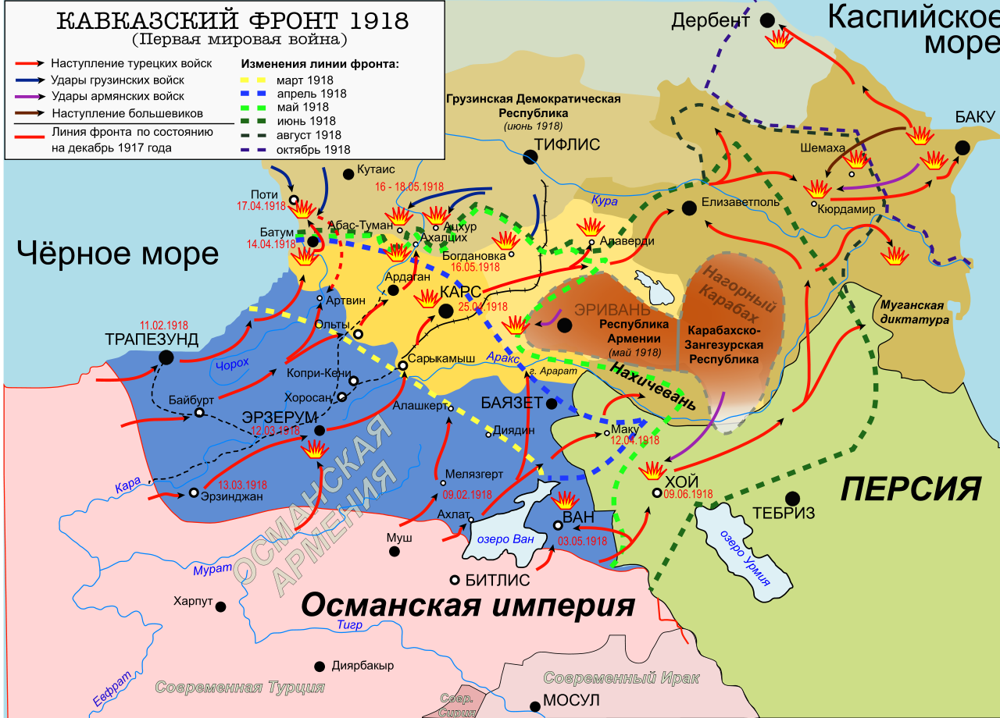 КАВКАЗСКИЙ ФРОНТ 1918
(Первая мировая война)
Наступление турецких войск
Удары грузинских войск
Удары армянских войск
Наступление большевиков
Линия фронта по состоянию
на декабрь 1917 года
Изменения линии фронта:
март 1918
апрель 1918
май 1918
июнь 1918
август 1918
октябрь 1918
Дербент
Каспийское
море
Грузинская Демократическая
Республика
(июнь 1918)
ТИФЛИС
БАКУ
Шемаха
Кутаис
16 - 18.05.1918
Поти
17.04.1918
Кура
Елизаветполь
Кюрдамир
Абас-Туман
Ацхур
Ахалцих
Батум
14.04.1918
Чёрное море
Богдановка
16.05.1918
Алаверди
Ардаган
КАРС
25.04.1918
Артвин
Нагорный
Карабах
Муганская
диктатура
ЭРИВАНЬ
Республика
Армении
(май 1918)
Карабахско-
Зангезурская
Республика
11.02.1918
ТРАПЕЗУНД
Ольты
Чорох
Сарыкамыш
Аракс
г. Арарат
Нахичевань
Копри-Кени
Хоросан
Байбурт
Алашкерт
БАЯЗЕТ
ЭРЗЕРУМ
12.03.1918
Диядин
Маку
12.04.1918
ОСМАНСКАЯ
АРМЕНИЯ
Кара
13.03.1918
Эрзинджан
Мелязгерт
09.02.1918
ХОЙ
09.06.1918
ПЕРСИЯ
ТЕБРИЗ
Ахлат
ВАН
03.05.1918
озеро Ван
озеро Урмия
Муш
Мурат
БИТЛИС
Харпут
Османская империя
Тигр
Диярбакыр
Евфрат
Современная Турция
Современный Ирак
Совр.
Сирия
МОСУЛ